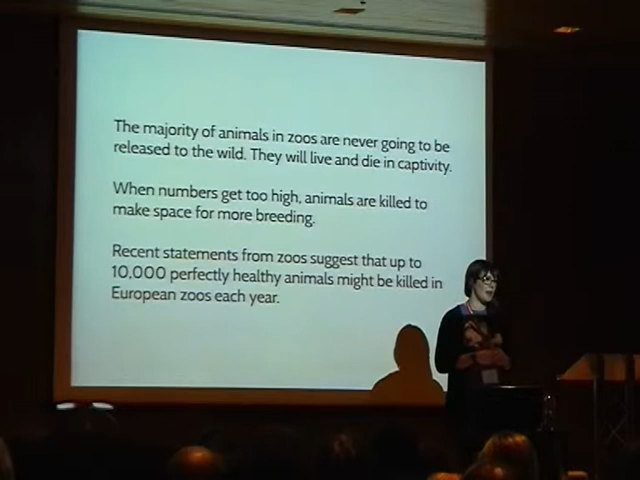 The majority of animals in zoos are never going to be
released to the wild. They will live and die in captivity.
When numbers get too high, animals are killed to
make space for more breeding.
Recent statements from zoos suggest that up to
10,000 perfectly healthy animals might be killed in
European zoos each year.